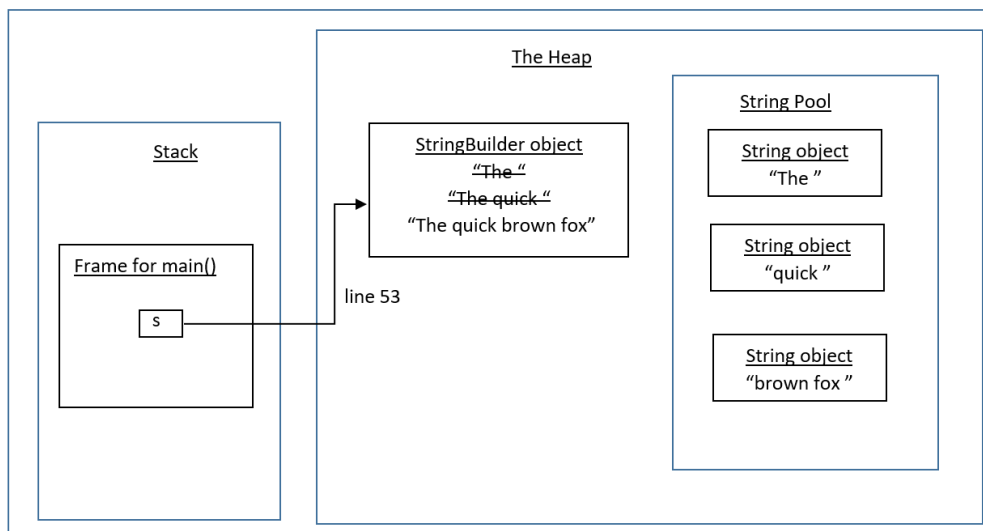 The Heap
String Pool
Stack
StringBuilder object
“The “
“The quick “
“The quick brown fox”
String object
“The ”
String object
“quick ”
Frame for main()
s
line 53
String object
“brown fox ”